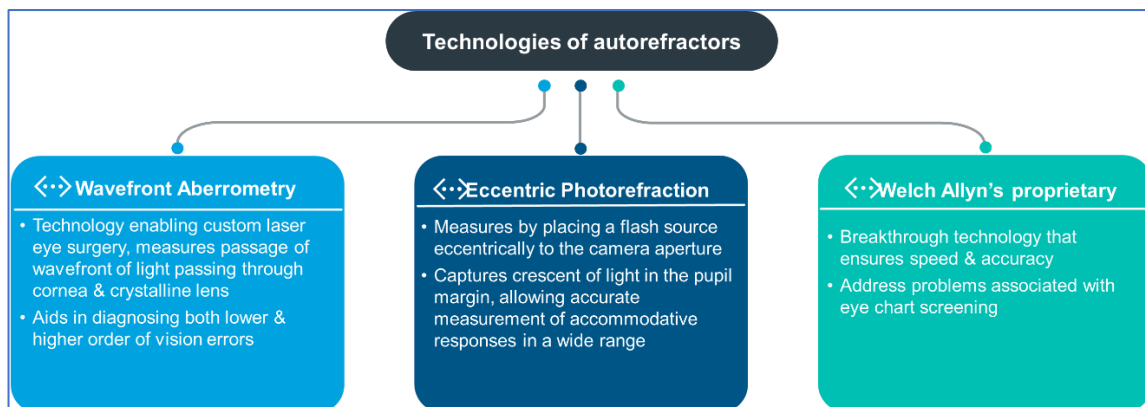 Technologies of autorefractors
Wavefront Aberrometry
• Technology enabling custom laser
eye surgery, measures passage of
wavefront of light passing through
cornea & crystalline lens
• Aids in diagnosing both lower &
higher order of vision errors
Eccentric Photorefraction
• Measures by placing a flash source
eccentrically to the camera aperture
• Captures crescent of light in the pupil
margin, allowing accurate
measurement of accommodative
responses in a wide range
Welch Allyn’s proprietary
• Breakthrough technology that
ensures speed & accuracy
• Address problems associated with
eye chart screening